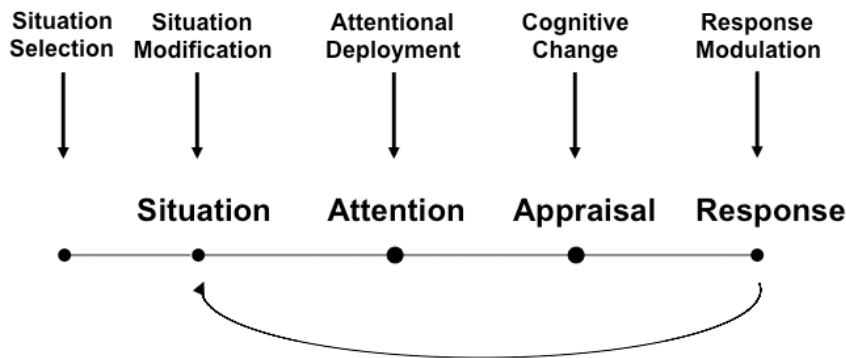 Situation
Selection
Situation
Modification
Attentional
Deployment
Cognitive
Change
Response
Modulation
Situation
Attention
Appraisal
Response